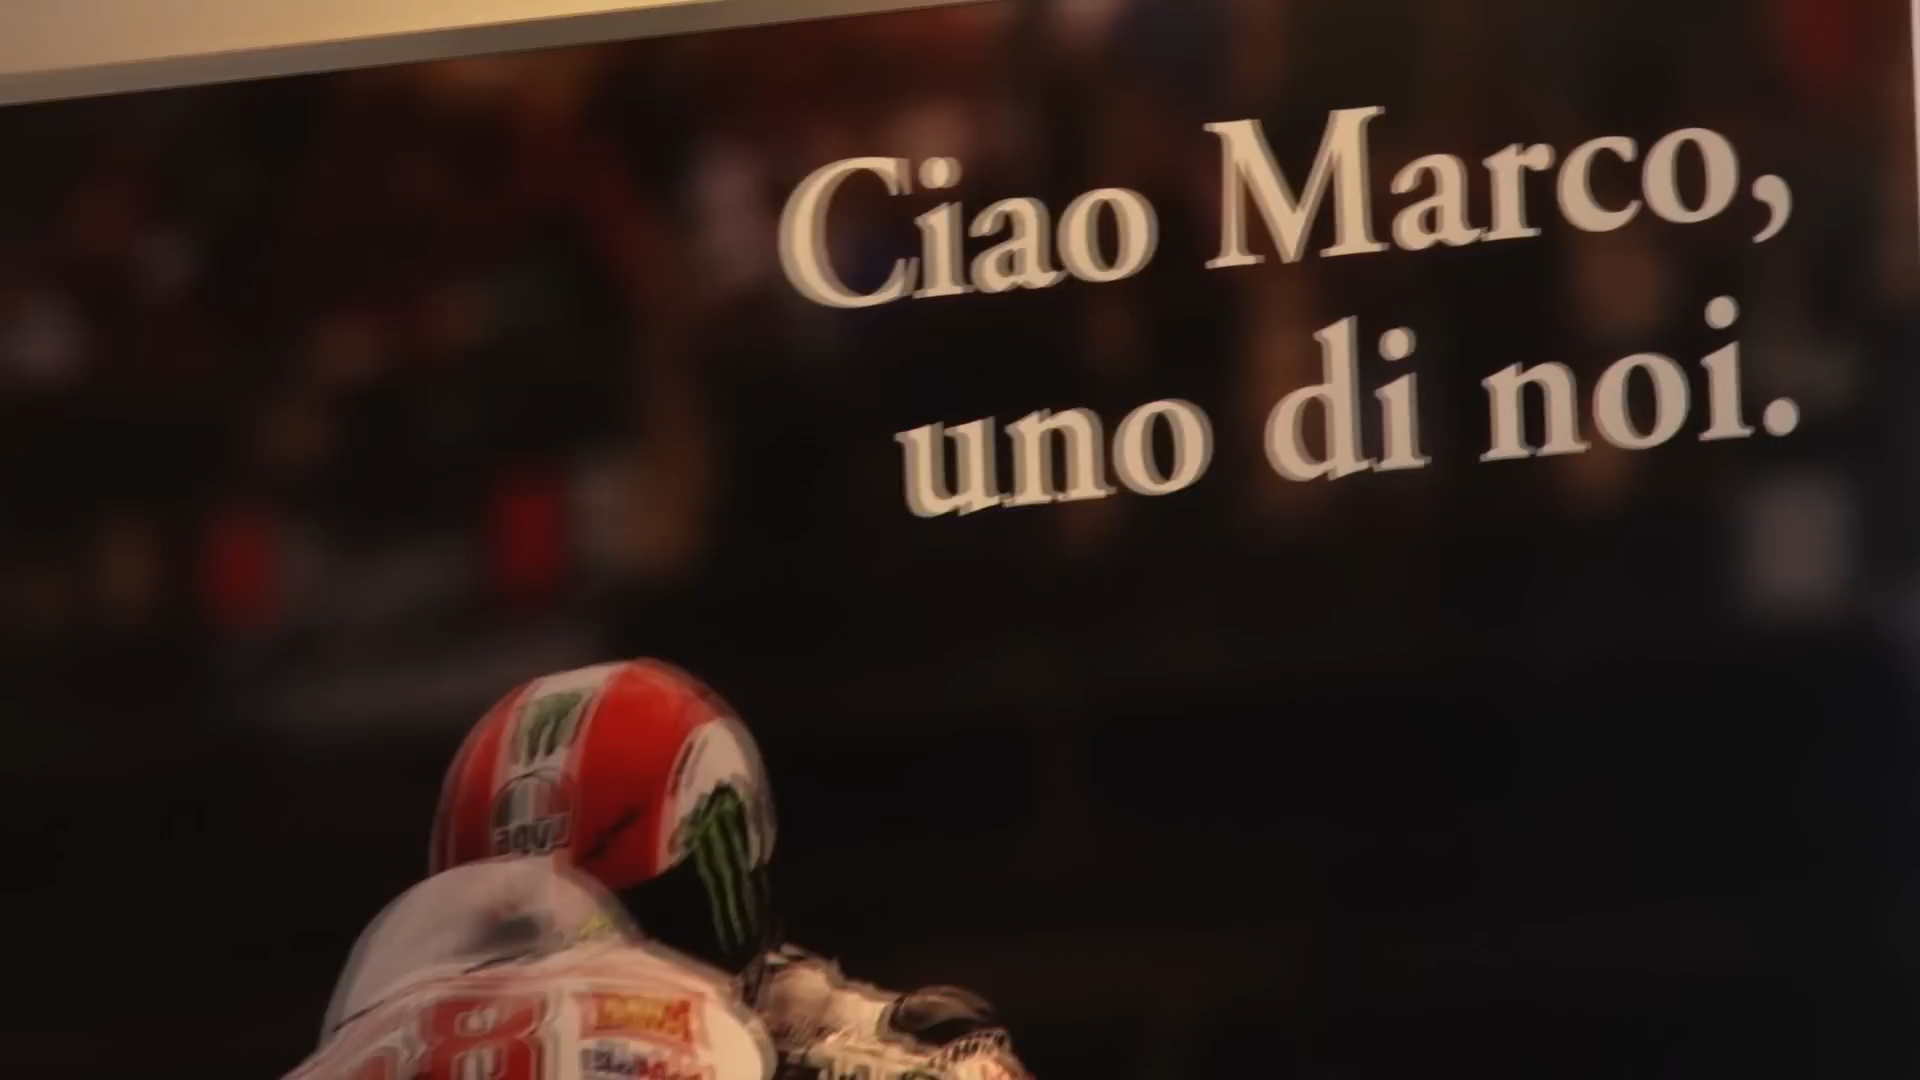 Ciao Marco,
uno di noi.